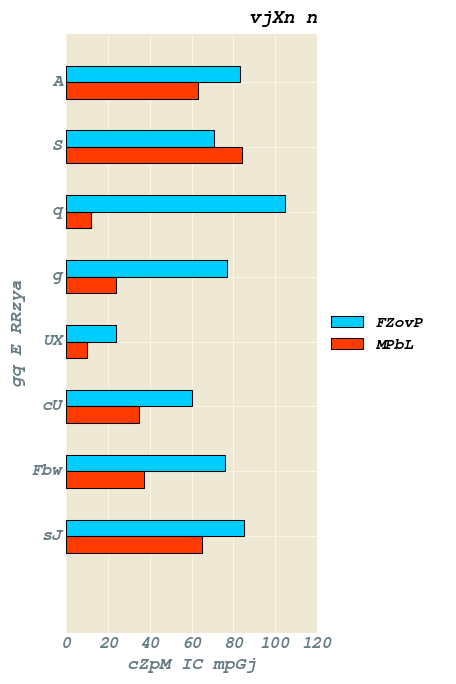 vjXn n
A
S
q
g
UX
cU
Fbw
sJ
gq E RRzya
0 20 40 60 80 100 120
cZpM IC mpGj
FZovP
MPbL